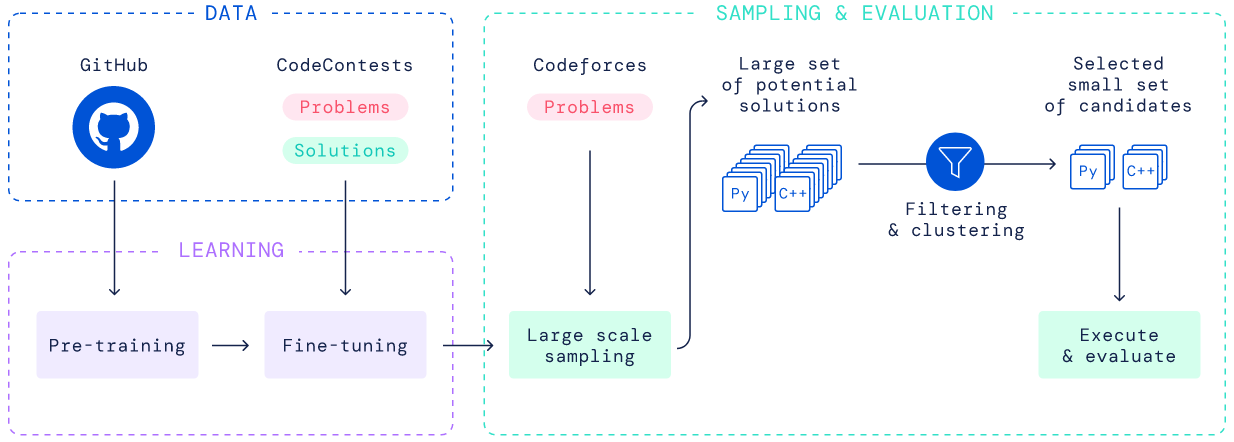 DATA
GitHub
CodeContests
Problems
Solutions
LEARNING
Pre-training
Fine-tuning
SAMPLING & EVALUATION
Codeforces
Problems
Large scale
sampling
Large set
of potential
solutions
Py
C++
Filtering
& clustering
Selected
small set
of candidates
Py
C++
Execute
& evaluate